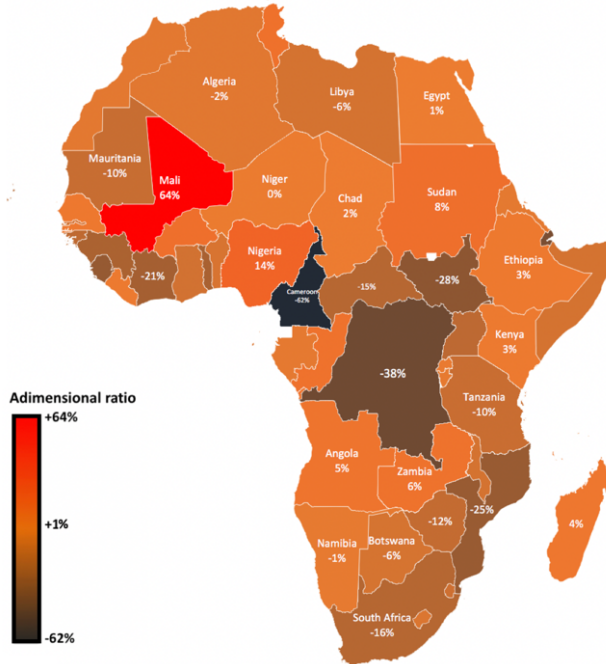 Algeria
-2%
Libya
-6%
Egypt
1%
Mauritania
-10%
Mali
64%
Niger
0%
Chad
2%
Sudan
8%
Nigeria
14%
-21%
Cameroon
-62%
-15%
-28%
Ethiopia
3%
Kenya
3%
-38%
Tanzania
-10%
Adimensional ratio
+64%
+1%
-62%
Angola
5%
Zambia
6%
-25%
-12%
4%
Namibia
-1%
Botswana
-6%
South Africa
-16%